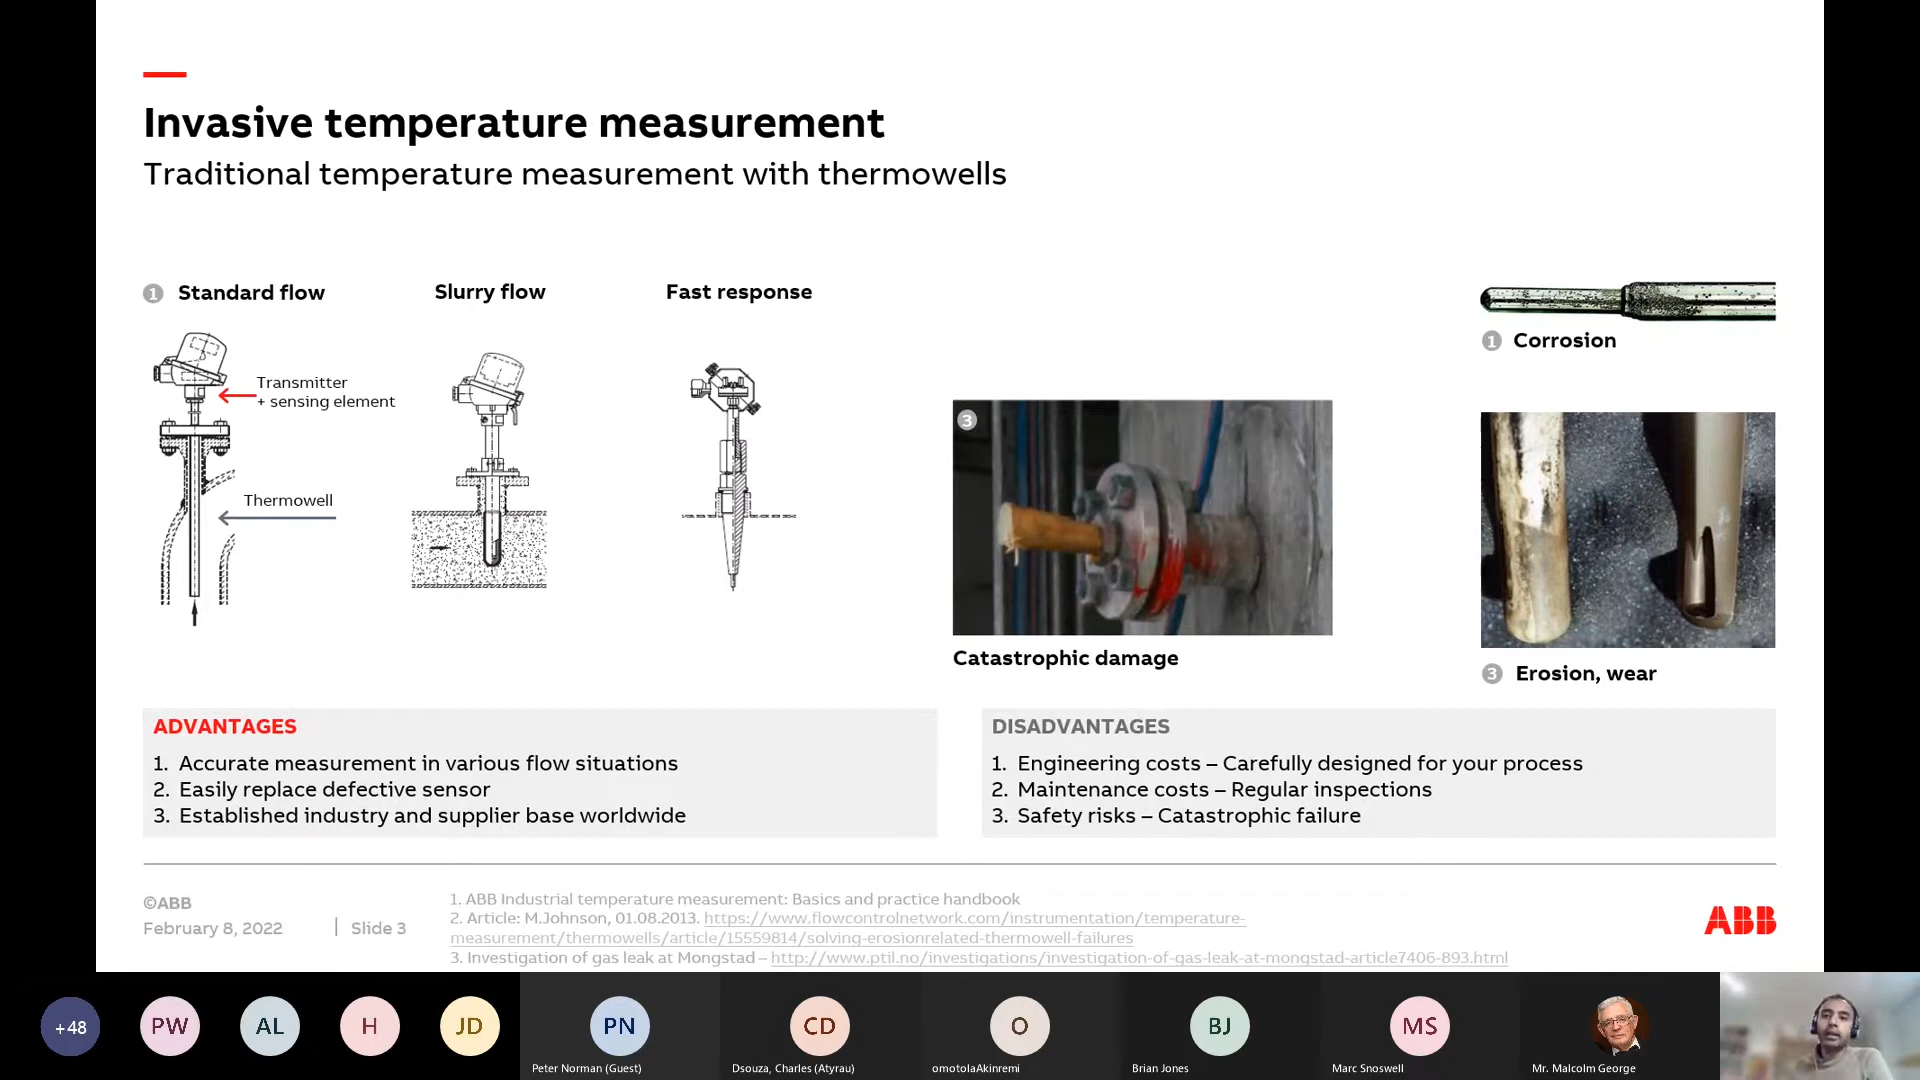 Invasive temperature measurement
Traditional temperature measurement with thermowells
1 Standard flow
Slurry flow
Fast response
Transmitter
+ sensing element
Thermowell
3
Catastrophic damage
1 Corrosion
3 Erosion, wear
ADVANTAGES
1. Accurate measurement in various flow situations
2. Easily replace defective sensor
3. Established industry and supplier base worldwide
DISADVANTAGES
1. Engineering costs – Carefully designed for your process
2. Maintenance costs – Regular inspections
3. Safety risks – Catastrophic failure
©ABB
February 8, 2022 | Slide 3
1. ABB Industrial temperature measurement: Basics and practice handbook
2. Article: M.Johnson, 01.08.2013. https://www.flowcontrolnetwork.com/instrumentation/temperature-
measurement/thermowells/article/15559814/solving-erosionrelated-thermowell-failures
3. Investigation of gas leak at Mongstad – http://www.ptil.no/investigations/investigation-of-gas-leak-at-mongstad-article7406-893.html
ABB
+48
PW
AL
H
JD
PN
Peter Norman (Guest)
CD
Dsouza, Charles (Atyrau)
O
omotolaAkinremi
BJ
Brian Jones
MS
Marc Snoswell
Mr. Malcolm George